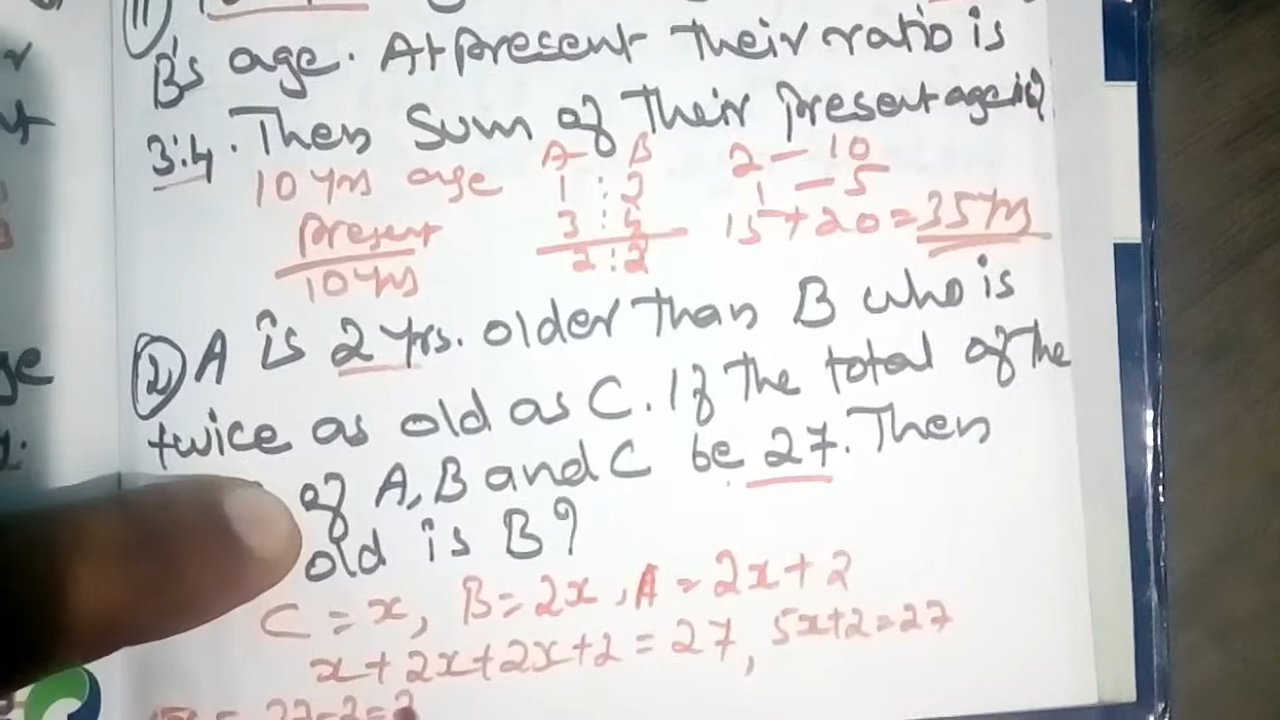 11)
B's age. At present their ratio is
3:4. Then sum of their present age is?
10 yrs age A B 2 – 10
1 : 2 1 – 5
present 3 : 4 15 + 20 = 35 yrs
10 yrs 2 : 2
12) A is 2 yrs. older than B who is
twice as old as C. If the total of the
of A, B and C be 27. Then
old is B?
C = x, B = 2x, A = 2x + 2
x + 2x + 2x + 2 = 27, 5x + 2 = 27